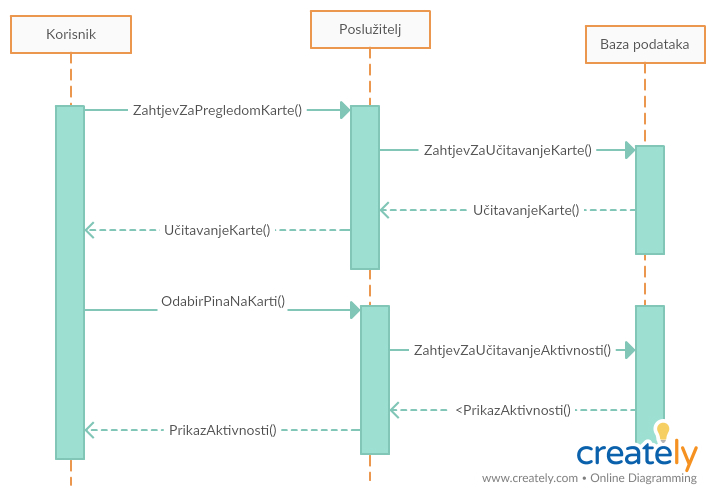 Korisnik
Poslužitelj
Baza podataka
ZahtjevZaPregledomKarte()
ZahtjevZaUčitavanjeKarte()
UčitavanjeKarte()
UčitavanjeKarte()
OdabirPinaNaKarti()
ZahtjevZaUčitavanjeAktivnosti()
<PrikazAktivnosti()
PrikazAktivnosti()
creately
www.creately.com • Online Diagramming